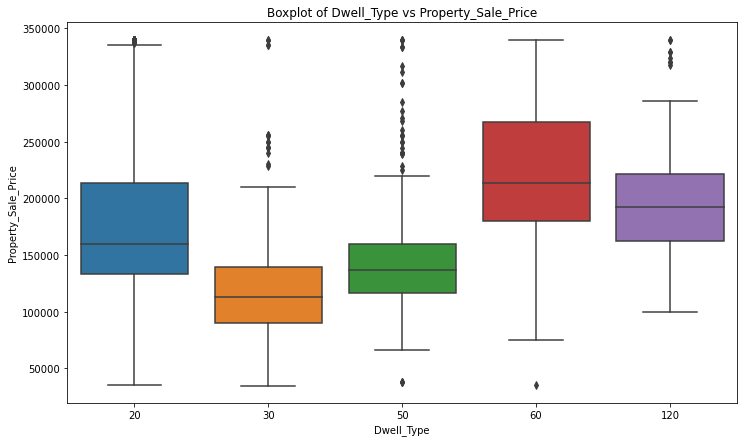 Boxplot of Dwell_Type vs Property_Sale_Price
350000
300000
250000
200000
150000
100000
50000
Property_Sale_Price
20 30 50 60 120
Dwell_Type